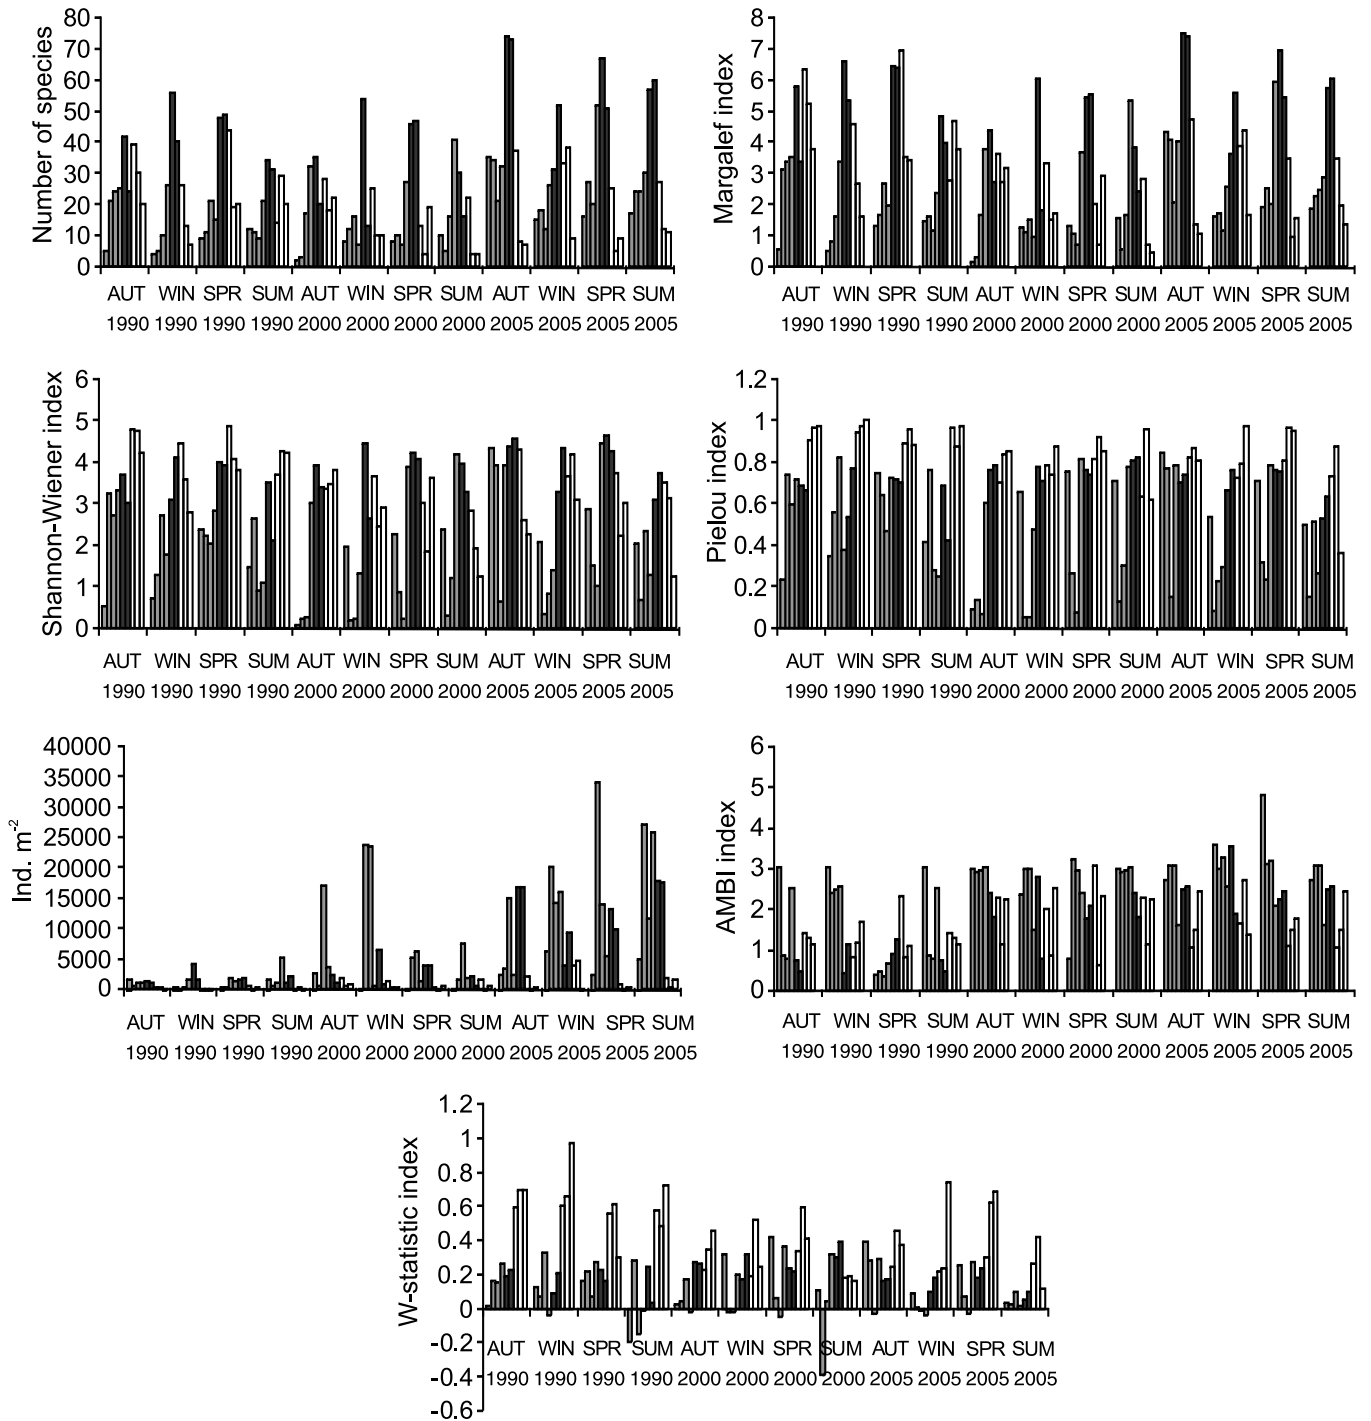 Number of species
80
70
60
50
40
30
20
10
0
AUT WIN SPR SUM AUT WIN SPR SUM AUT WIN SPR SUM
1990 1990 1990 1990 2000 2000 2000 2000 2005 2005 2005 2005
Margalef index
8
7
6
5
4
3
2
1
0
AUT WIN SPR SUM AUT WIN SPR SUM AUT WIN SPR SUM
1990 1990 1990 1990 2000 2000 2000 2000 2005 2005 2005 2005
Shannon-Wiener index
6
5
4
3
2
1
0
AUT WIN SPR SUM AUT WIN SPR SUM AUT WIN SPR SUM
1990 1990 1990 1990 2000 2000 2000 2000 2005 2005 2005 2005
Pielou index
1.2
1
0.8
0.6
0.4
0.2
0
AUT WIN SPR SUM AUT WIN SPR SUM AUT WIN SPR SUM
1990 1990 1990 1990 2000 2000 2000 2000 2005 2005 2005 2005
Ind. m⁻²
40000
35000
30000
25000
20000
15000
10000
5000
0
AUT WIN SPR SUM AUT WIN SPR SUM AUT WIN SPR SUM
1990 1990 1990 1990 2000 2000 2000 2000 2005 2005 2005 2005
AMBI index
6
5
4
3
2
1
0
AUT WIN SPR SUM AUT WIN SPR SUM AUT WIN SPR SUM
1990 1990 1990 1990 2000 2000 2000 2000 2005 2005 2005 2005
W-statistic index
1.2
1
0.8
0.6
0.4
0.2
0
-0.2
-0.4
-0.6
AUT WIN SPR SUM AUT WIN SPR SUM AUT WIN SPR SUM
1990 1990 1990 1990 2000 2000 2000 2000 2005 2005 2005 2005